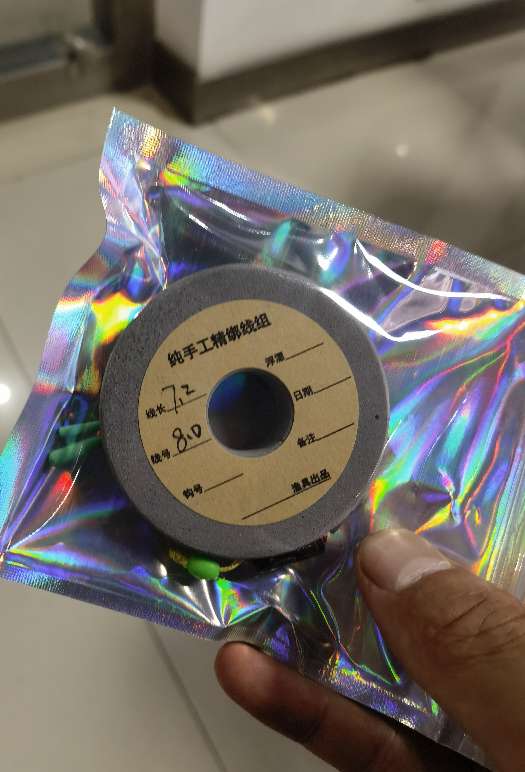 纯手工精绑线组
线长 7.2
线号 8.0
钩号
浮漂
日期
备注
渔具出品